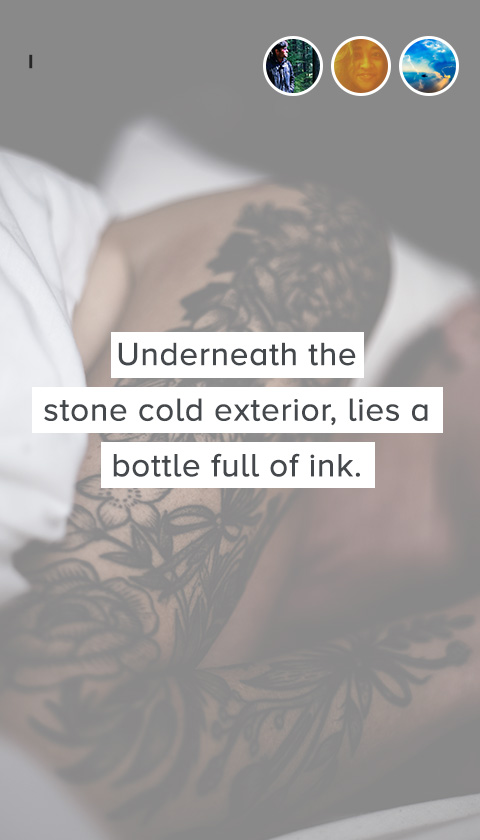 I
Underneath the
stone cold exterior, lies a
bottle full of ink.